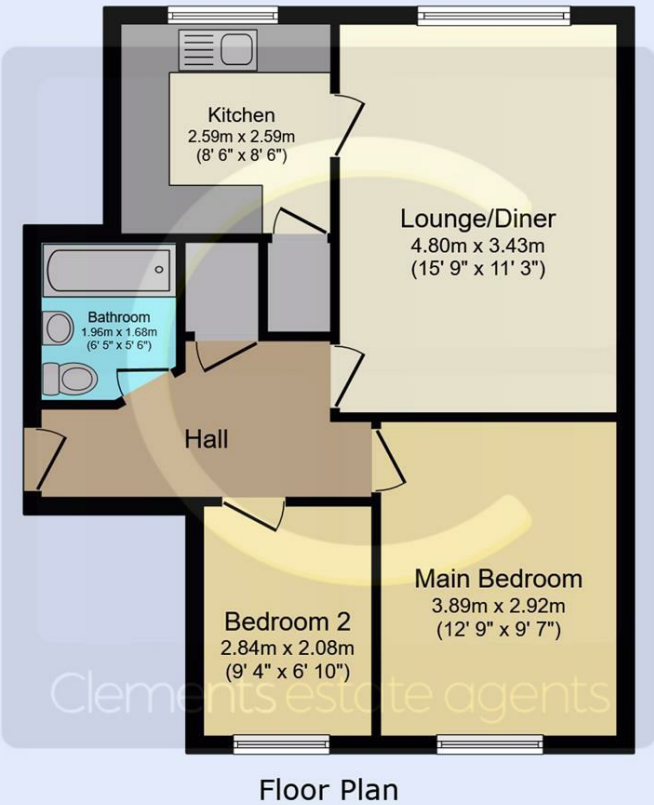 Kitchen
2.59m x 2.59m
(8' 6" x 8' 6")
Lounge/Diner
4.80m x 3.43m
(15' 9" x 11' 3")
Bathroom
1.96m x 1.68m
(6' 5" x 5' 6")
Hall
Main Bedroom
3.89m x 2.92m
(12' 9" x 9' 7")
Bedroom 2
2.84m x 2.08m
(9' 4" x 6' 10")
Clements estate agents
Floor Plan